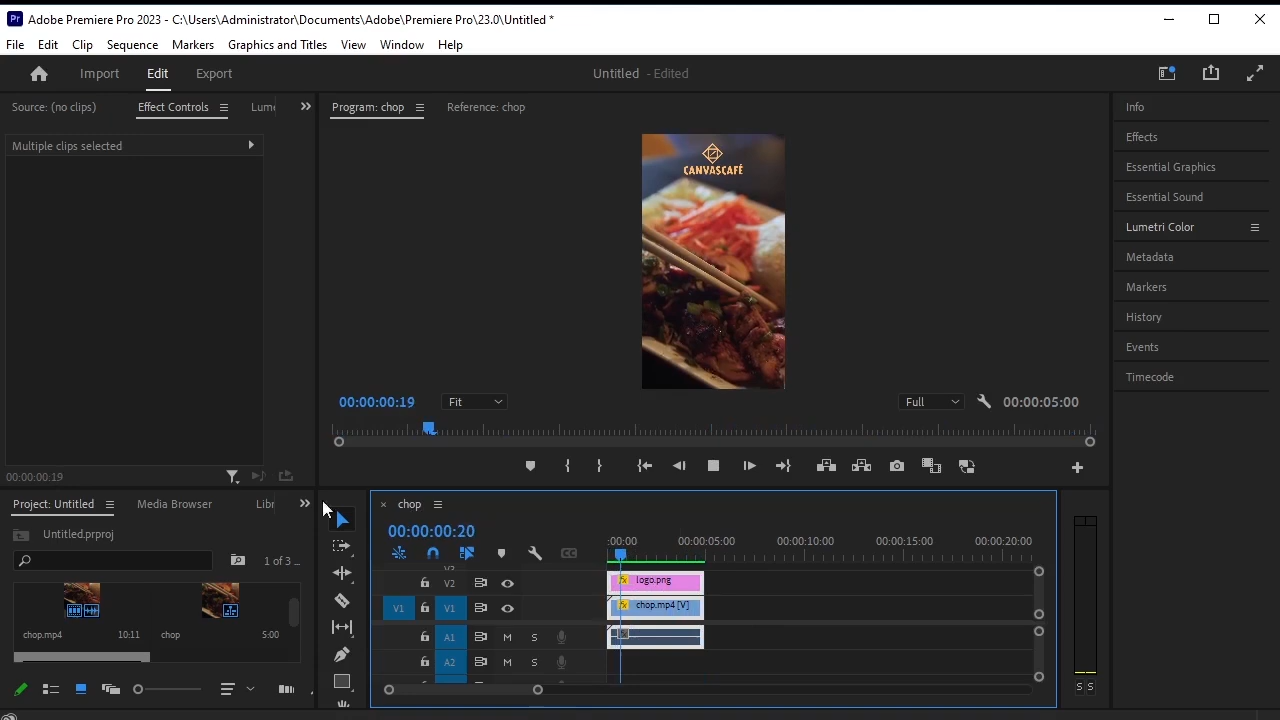 Adobe Premiere Pro 2023 - C:\Users\Administrator\Documents\Adobe\Premiere Pro\23.0\Untitled *
File Edit Clip Sequence Markers Graphics and Titles View Window Help
Import Edit Export Untitled - Edited
Source: (no clips) Effect Controls Lume Program: chop Reference: chop Info
Multiple clips selected
CANVASCAFÉ
Effects
Essential Graphics
Essential Sound
Lumetri Color
Metadata
Markers
History
Events
Timecode
00:00:00:19 Fit Full 00:00:05:00
00:00:00:19
Project: Untitled Media Browser Libr chop
Untitled.prproj
00:00:00:20
1 of 3 ...
:00:00 00:00:05:00 00:00:10:00 00:00:15:00 00:00:20:00
V2 fx logo.png
V1 V1 fx chop.mp4 [V]
chop.mp4 10:11 chop 5:00
A1 M S
A2 M S
S S